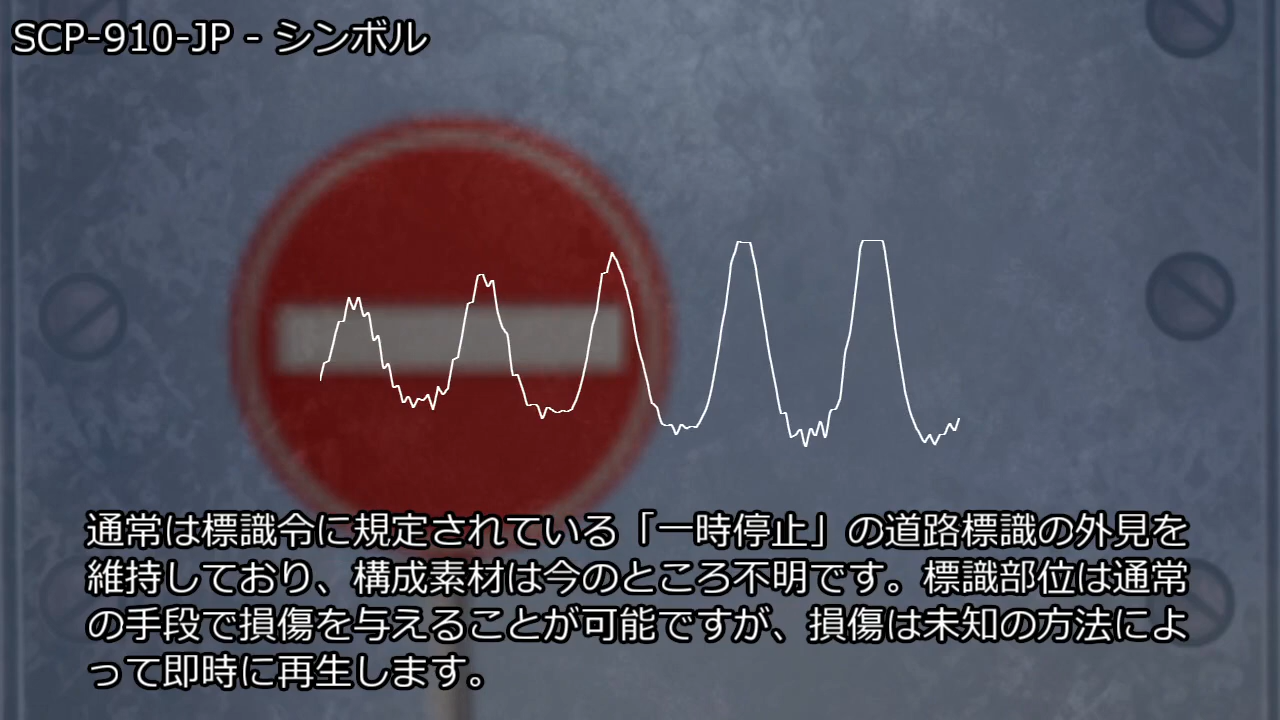 SCP-910-JP - シンボル
通常は標識令に規定されている「一時停止」の道路標識の外見を
維持しており、構成素材は今のところ不明です。標識部位は通常
の手段で損傷を与えることが可能ですが、損傷は未知の方法によ
って即時に再生します。